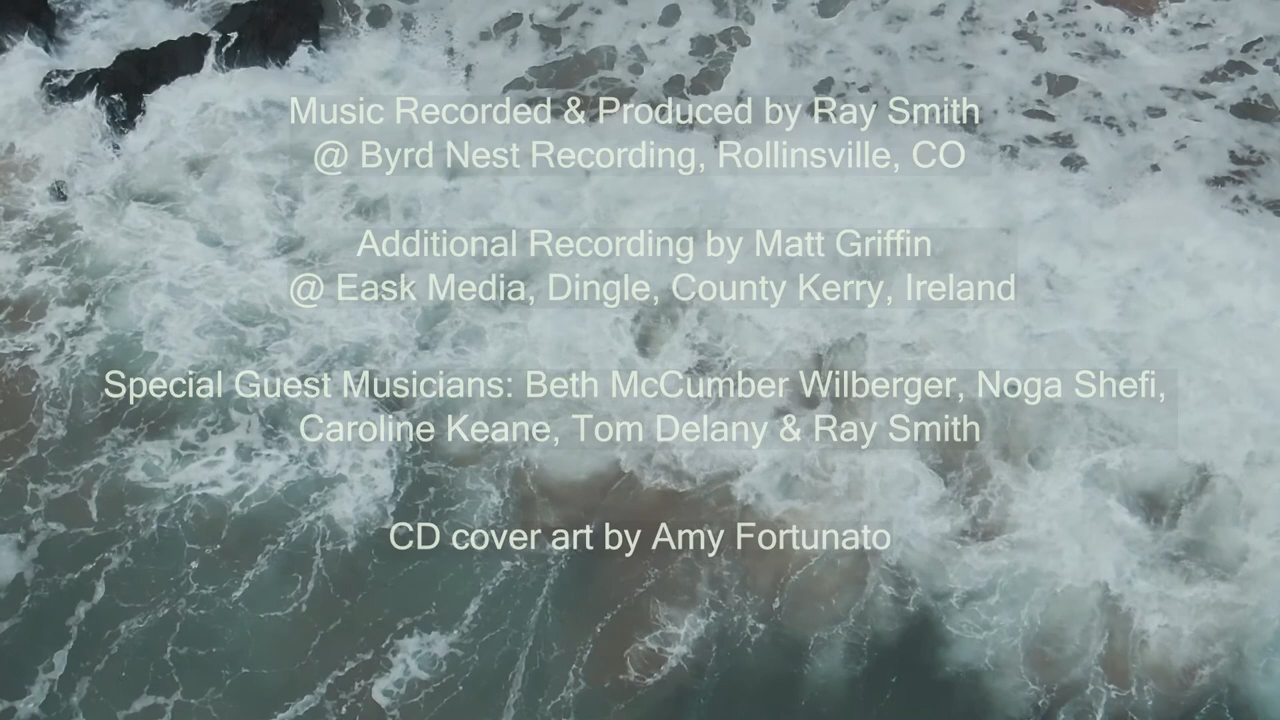 Music Recorded & Produced by Ray Smith
@ Byrd Nest Recording, Rollinsville, CO
Additional Recording by Matt Griffin
@ Eask Media, Dingle, County Kerry, Ireland
Special Guest Musicians: Beth McCumber Wilberger, Noga Shefi,
Caroline Keane, Tom Delany & Ray Smith
CD cover art by Amy Fortunato